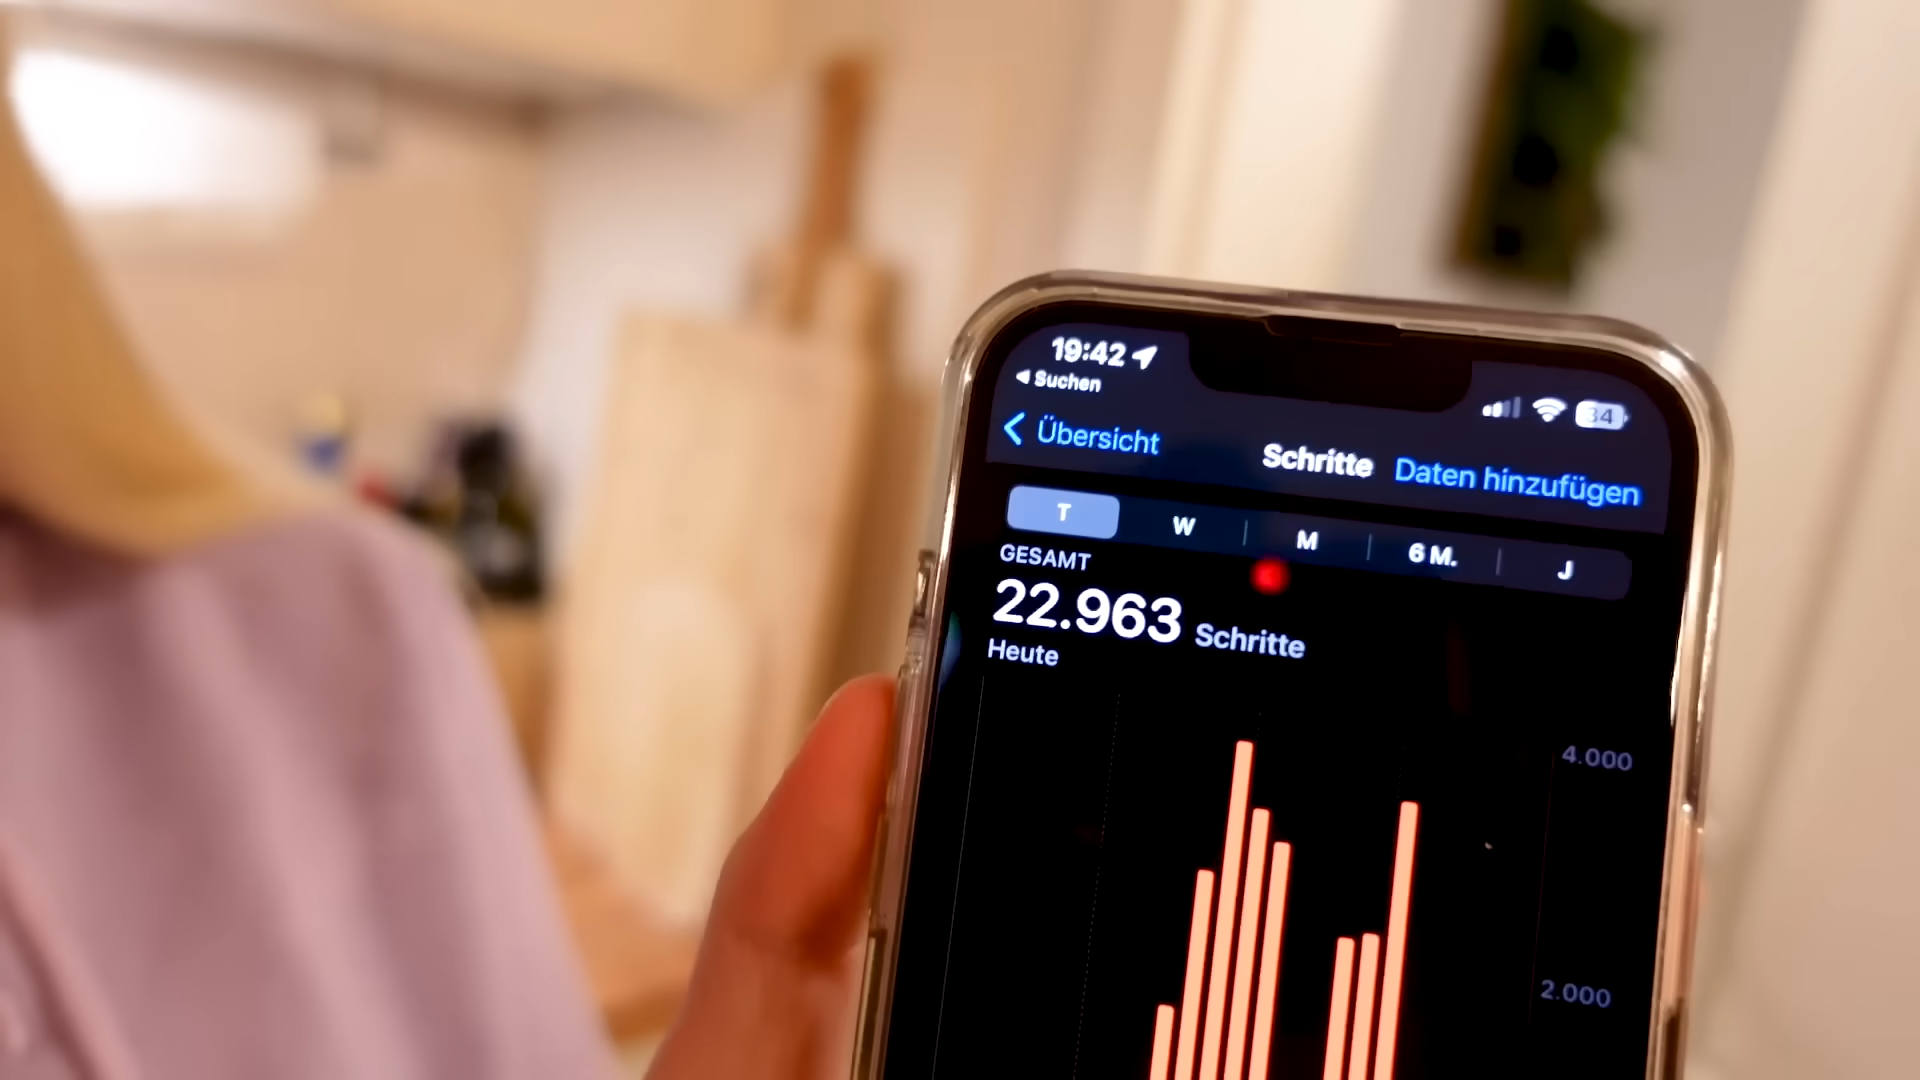 19:42
Suchen
34
Übersicht
Schritte
Daten hinzufügen
T W M 6 M. J
GESAMT
22.963 Schritte
Heute
4.000
2.000